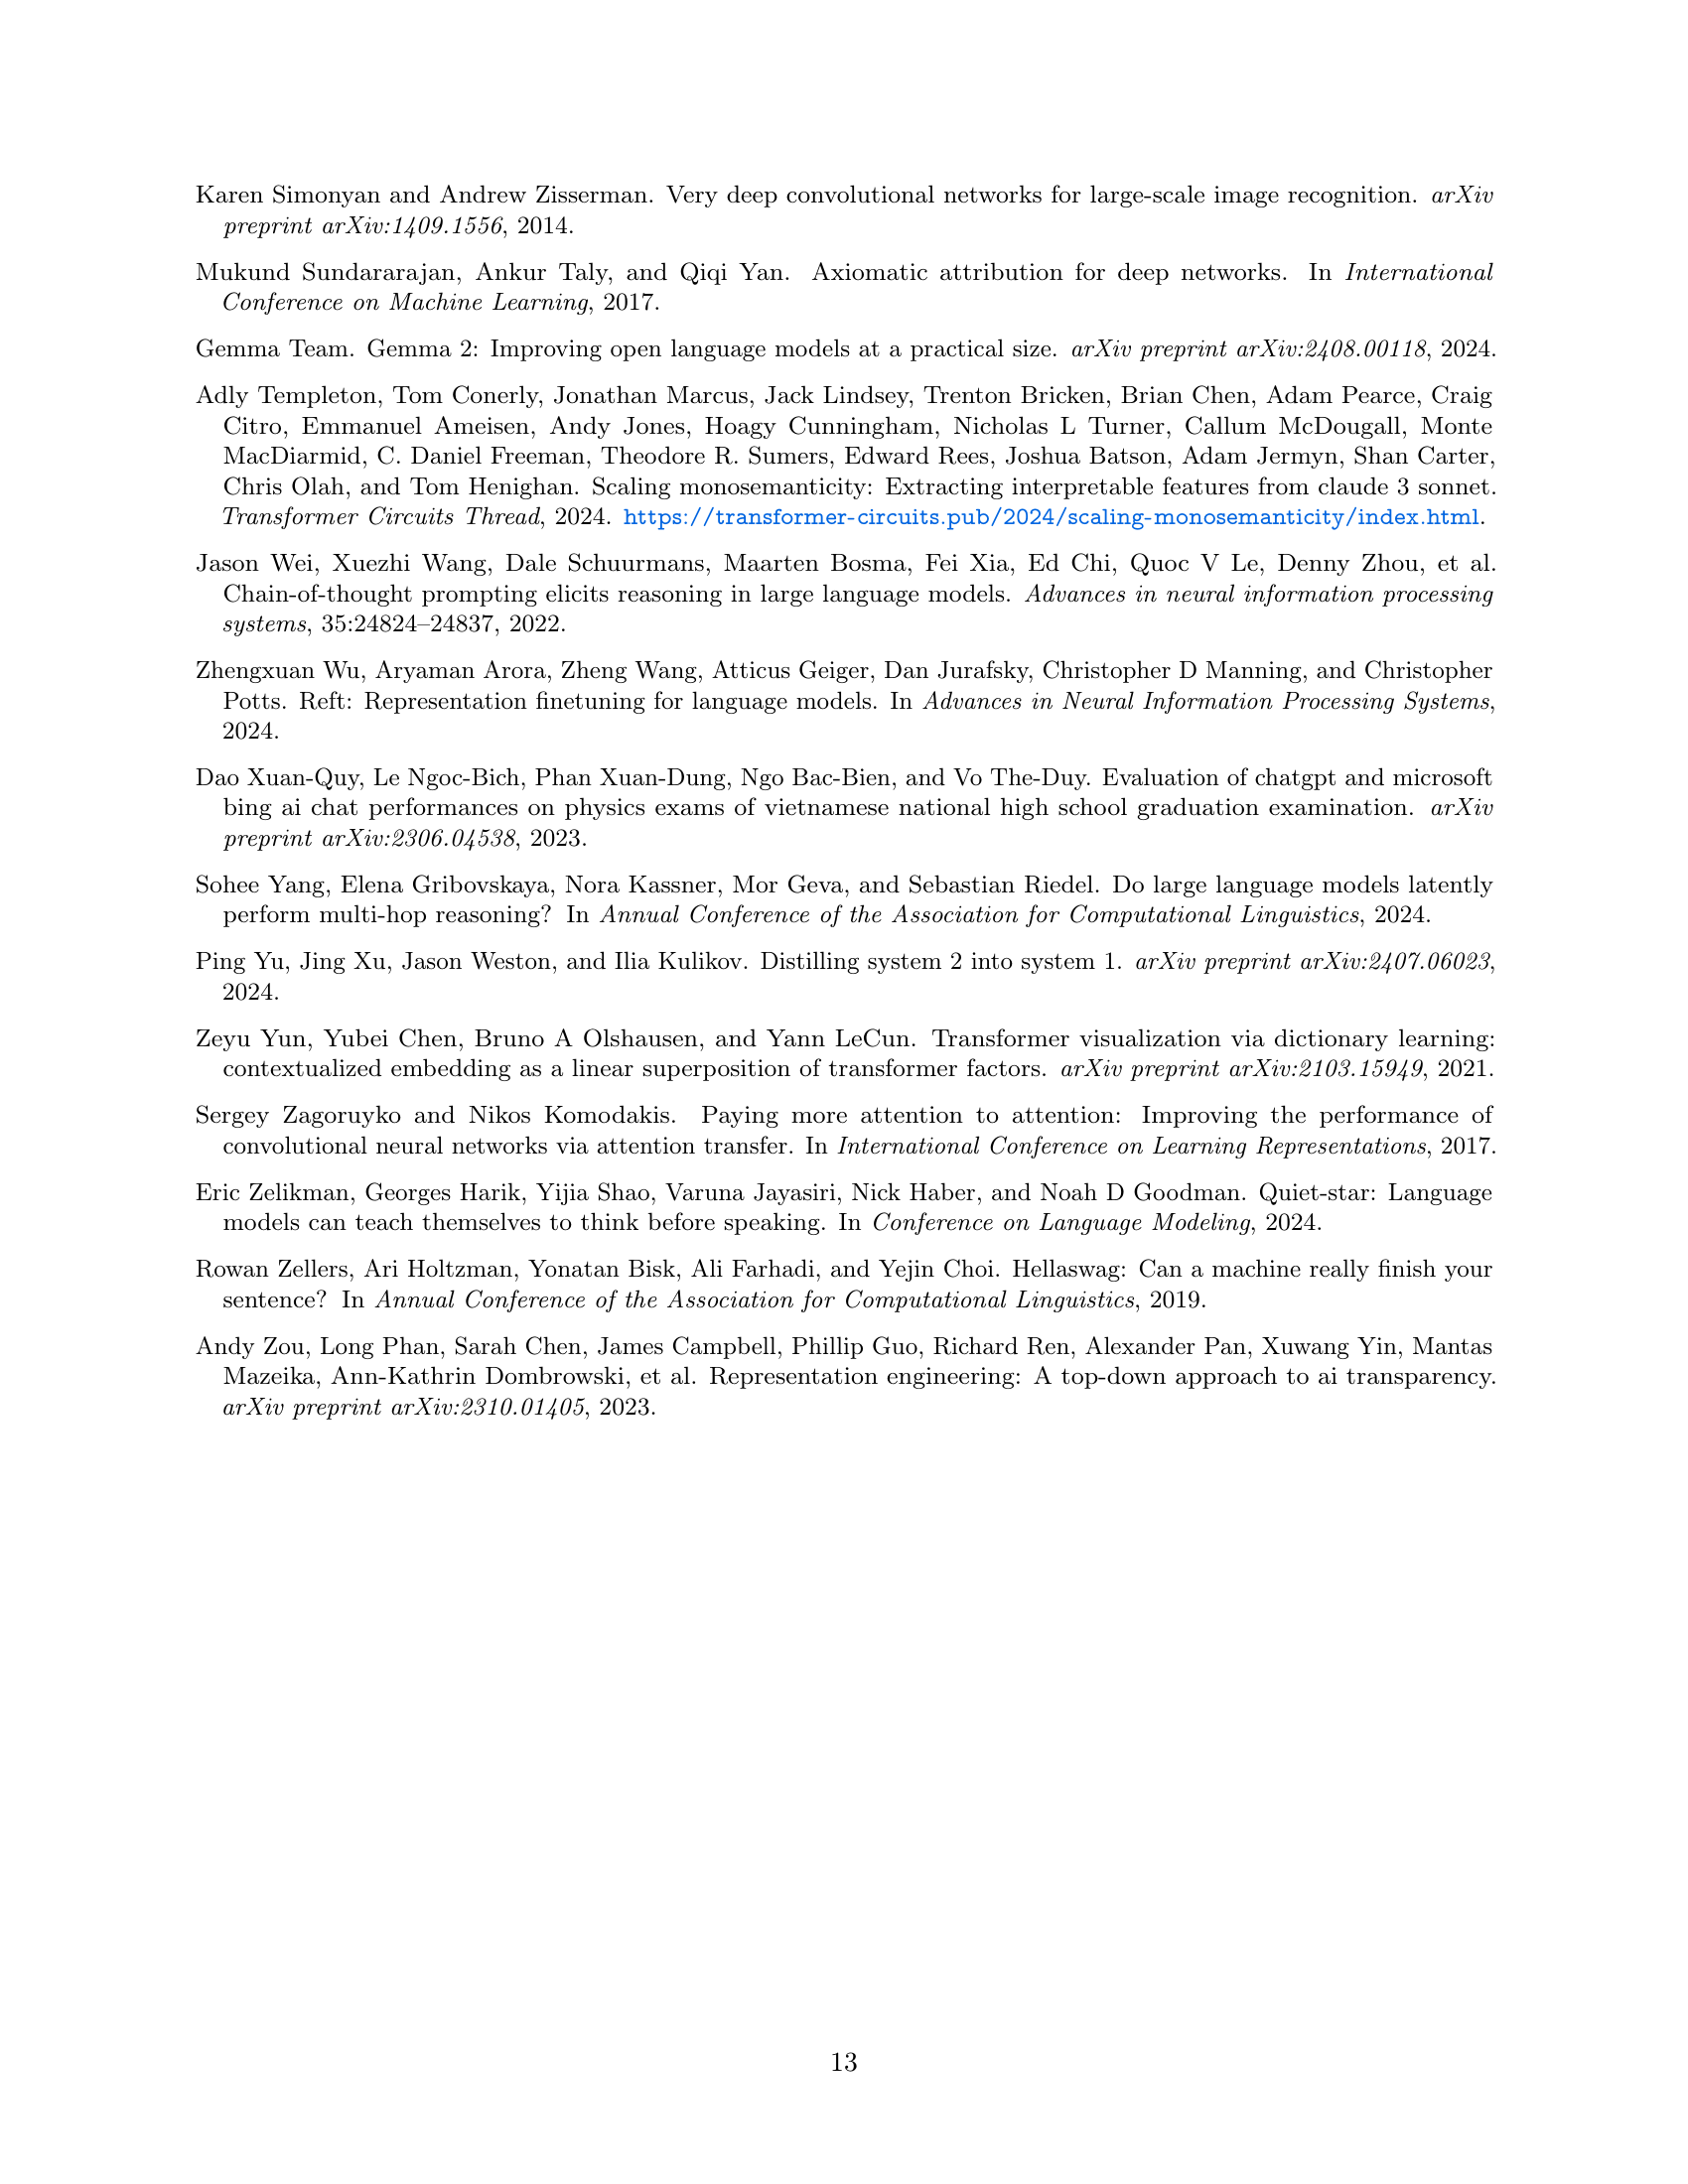 Karen Simonyan and Andrew Zisserman. Very deep convolutional networks for large-scale image recognition. arXiv
preprint arXiv:1409.1556, 2014.
Mukund Sundararajan, Ankur Taly, and Qiqi Yan. Axiomatic attribution for deep networks. In International
Conference on Machine Learning, 2017.
Gemma Team. Gemma 2: Improving open language models at a practical size. arXiv preprint arXiv:2408.00118, 2024.
Adly Templeton, Tom Conerly, Jonathan Marcus, Jack Lindsey, Trenton Bricken, Brian Chen, Adam Pearce, Craig
Citro, Emmanuel Ameisen, Andy Jones, Hoagy Cunningham, Nicholas L Turner, Callum McDougall, Monte
MacDiarmid, C. Daniel Freeman, Theodore R. Sumers, Edward Rees, Joshua Batson, Adam Jermyn, Shan Carter,
Chris Olah, and Tom Henighan. Scaling monosemanticity: Extracting interpretable features from claude 3 sonnet.
Transformer Circuits Thread, 2024. https://transformer-circuits.pub/2024/scaling-monosemanticity/index.html.
Jason Wei, Xuezhi Wang, Dale Schuurmans, Maarten Bosma, Fei Xia, Ed Chi, Quoc V Le, Denny Zhou, et al.
Chain-of-thought prompting elicits reasoning in large language models. Advances in neural information processing
systems, 35:24824–24837, 2022.
Zhengxuan Wu, Aryaman Arora, Zheng Wang, Atticus Geiger, Dan Jurafsky, Christopher D Manning, and Christopher
Potts. Reft: Representation finetuning for language models. In Advances in Neural Information Processing Systems,
2024.
Dao Xuan-Quy, Le Ngoc-Bich, Phan Xuan-Dung, Ngo Bac-Bien, and Vo The-Duy. Evaluation of chatgpt and microsoft
bing ai chat performances on physics exams of vietnamese national high school graduation examination. arXiv
preprint arXiv:2306.04538, 2023.
Sohee Yang, Elena Gribovskaya, Nora Kassner, Mor Geva, and Sebastian Riedel. Do large language models latently
perform multi-hop reasoning? In Annual Conference of the Association for Computational Linguistics, 2024.
Ping Yu, Jing Xu, Jason Weston, and Ilia Kulikov. Distilling system 2 into system 1. arXiv preprint arXiv:2407.06023,
2024.
Zeyu Yun, Yubei Chen, Bruno A Olshausen, and Yann LeCun. Transformer visualization via dictionary learning:
contextualized embedding as a linear superposition of transformer factors. arXiv preprint arXiv:2103.15949, 2021.
Sergey Zagoruyko and Nikos Komodakis. Paying more attention to attention: Improving the performance of
convolutional neural networks via attention transfer. In International Conference on Learning Representations, 2017.
Eric Zelikman, Georges Harik, Yijia Shao, Varuna Jayasiri, Nick Haber, and Noah D Goodman. Quiet-star: Language
models can teach themselves to think before speaking. In Conference on Language Modeling, 2024.
Rowan Zellers, Ari Holtzman, Yonatan Bisk, Ali Farhadi, and Yejin Choi. Hellaswag: Can a machine really finish your
sentence? In Annual Conference of the Association for Computational Linguistics, 2019.
Andy Zou, Long Phan, Sarah Chen, James Campbell, Phillip Guo, Richard Ren, Alexander Pan, Xuwang Yin, Mantas
Mazeika, Ann-Kathrin Dombrowski, et al. Representation engineering: A top-down approach to ai transparency.
arXiv preprint arXiv:2310.01405, 2023.
13